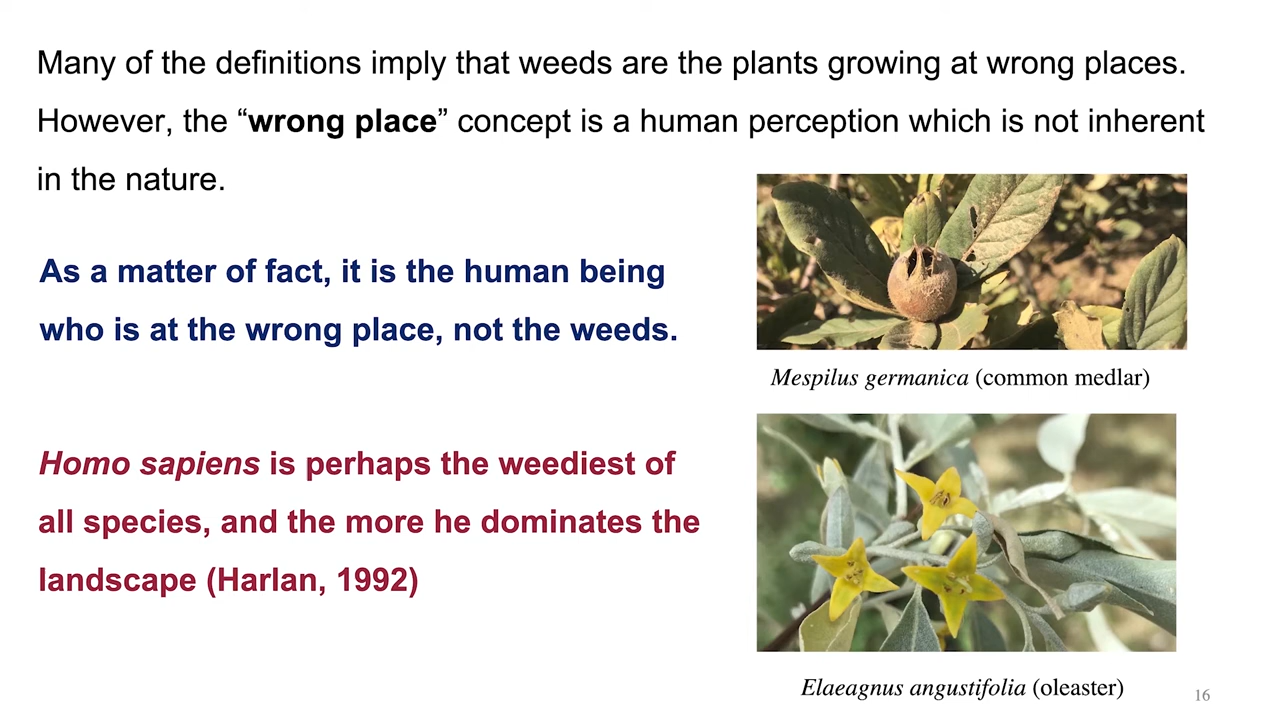 Many of the definitions imply that weeds are the plants growing at wrong places.
However, the “wrong place” concept is a human perception which is not inherent
in the nature.
As a matter of fact, it is the human being
who is at the wrong place, not the weeds.
Homo sapiens is perhaps the weediest of
all species, and the more he dominates the
landscape (Harlan, 1992)
Mespilus germanica (common medlar)
Elaeagnus angustifolia (oleaster)
16